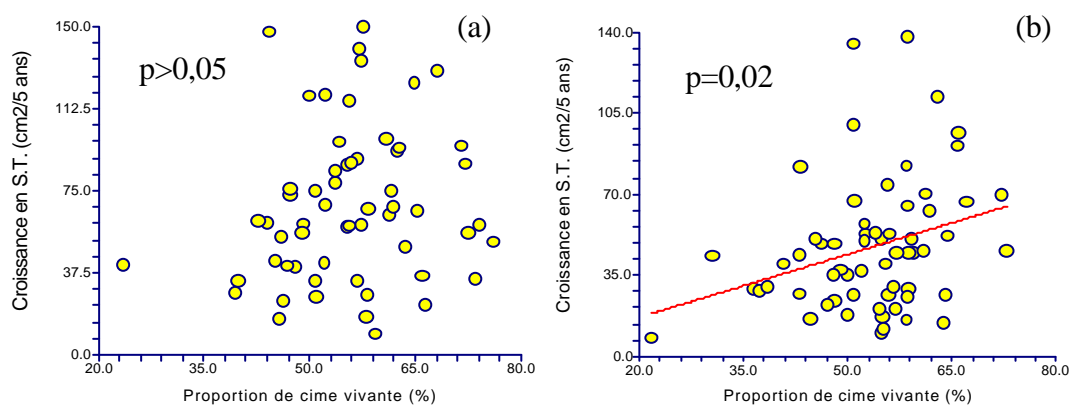 (a)
p>0,05
Croissance en S.T. (cm2/5 ans)
150.0
112.5
75.0
37.5
0.0
20.0 35.0 50.0 65.0 80.0
Proportion de cime vivante (%)
(b)
p=0,02
Croissance en S.T. (cm2/5 ans)
140.0
105.0
70.0
35.0
0.0
20.0 35.0 50.0 65.0 80.0
Proportion de cime vivante (%)